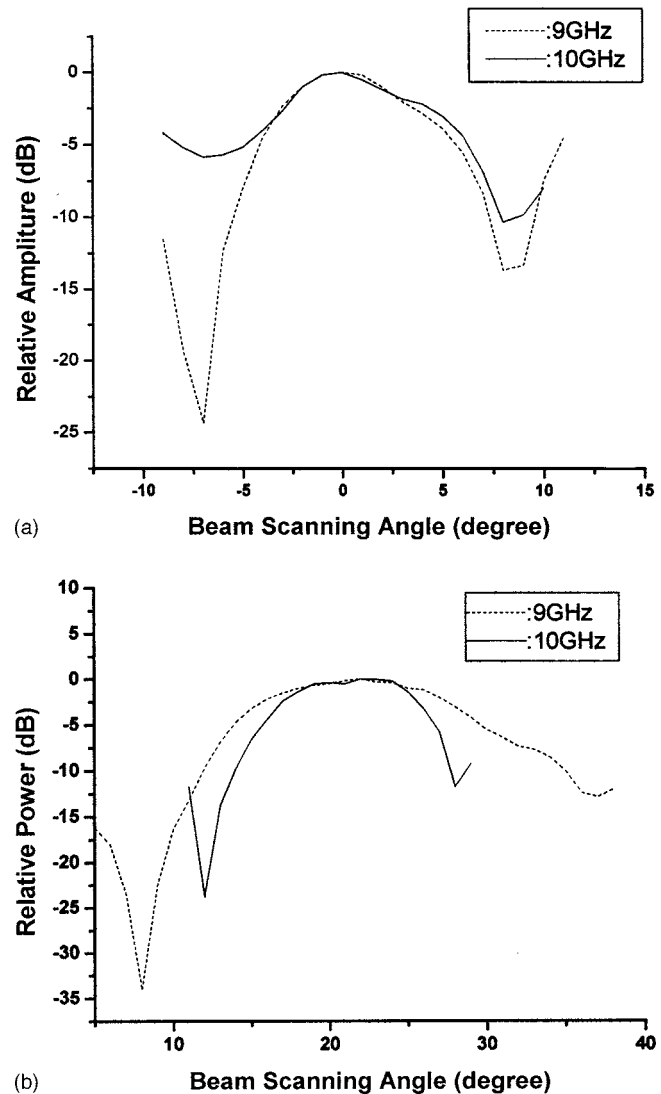 :9GHz
:10GHz
0
-5
-10
-15
-20
-25
Relative Ampliture (dB)
-10 -5 0 5 10 15
(a) Beam Scanning Angle (degree)
10
5
0
-5
-10
-15
-20
-25
-30
-35
:9GHz
:10GHz
Relative Power (dB)
10 20 30 40
(b) Beam Scanning Angle (degree)